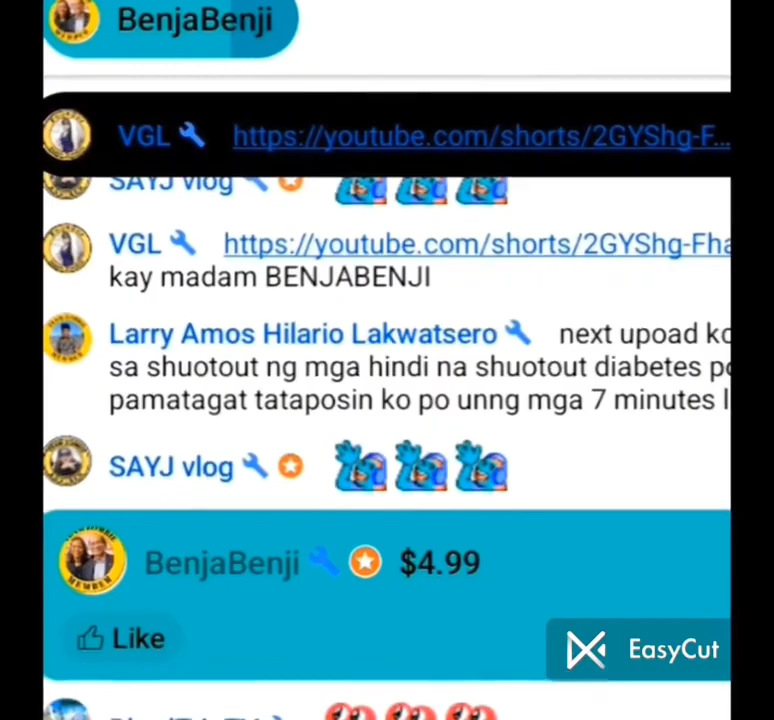 BenjaBenji
VGL https://youtube.com/shorts/2GYShg-F...
SAYJ vlog
VGL https://youtube.com/shorts/2GYShg-Fha
kay madam BENJABENJI
Larry Amos Hilario Lakwatsero next upoad ko
sa shuotout ng mga hindi na shuotout diabetes po
pamatagat tataposin ko po unng mga 7 minutes
SAYJ vlog
BenjaBenji $4.99
Like
EasyCut